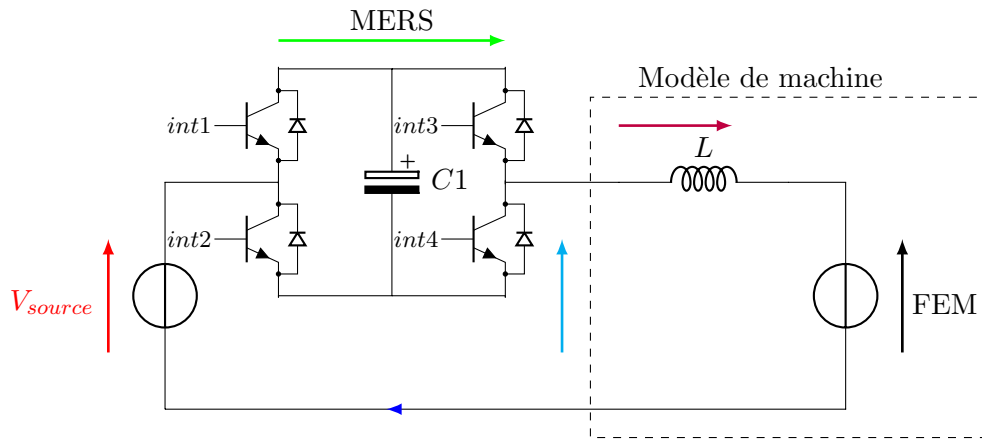 MERS
Modèle de machine
int1
int3
L
+
C1
int2
int4
V_source
FEM